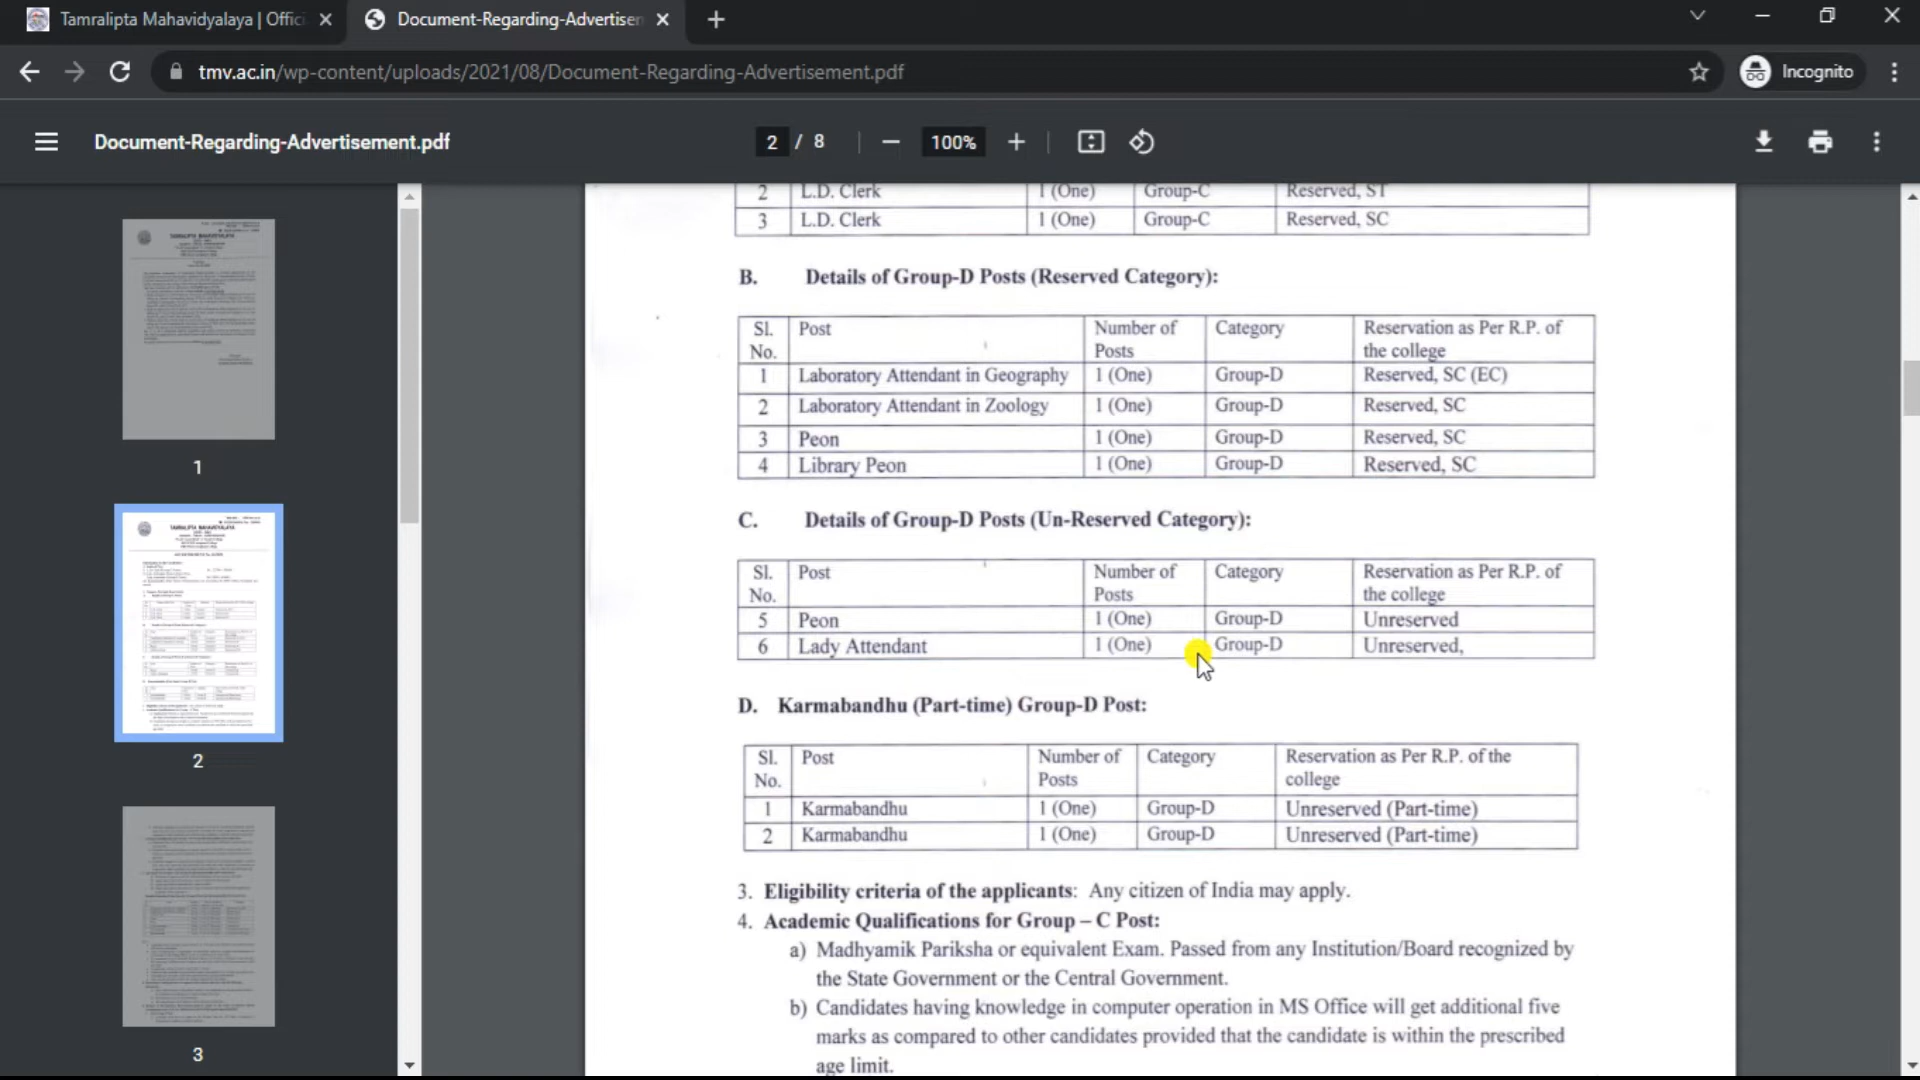 Tamralipta Mahavidyalaya | Offici
Document-Regarding-Advertisem
tmv.ac.in/wp-content/uploads/2021/08/Document-Regarding-Advertisement.pdf
Incognito
Document-Regarding-Advertisement.pdf
2 / 8
100%
1
2
3
2 L.D. Clerk 1 (One) Group-C Reserved, ST
3 L.D. Clerk 1 (One) Group-C Reserved, SC
B. Details of Group-D Posts (Reserved Category):
Sl. Post Number of Category Reservation as Per R.P. of
No. Posts the college
1 Laboratory Attendant in Geography 1 (One) Group-D Reserved, SC (EC)
2 Laboratory Attendant in Zoology 1 (One) Group-D Reserved, SC
3 Peon 1 (One) Group-D Reserved, SC
4 Library Peon 1 (One) Group-D Reserved, SC
C. Details of Group-D Posts (Un-Reserved Category):
Sl. Post Number of Category Reservation as Per R.P. of
No. Posts the college
5 Peon 1 (One) Group-D Unreserved
6 Lady Attendant 1 (One) Group-D Unreserved,
D. Karmabandhu (Part-time) Group-D Post:
Sl. Post Number of Category Reservation as Per R.P. of the
No. Posts college
1 Karmabandhu 1 (One) Group-D Unreserved (Part-time)
2 Karmabandhu 1 (One) Group-D Unreserved (Part-time)
3. Eligibility criteria of the applicants: Any citizen of India may apply.
4. Academic Qualifications for Group – C Post:
a) Madhyamik Pariksha or equivalent Exam. Passed from any Institution/Board recognized by
the State Government or the Central Government.
b) Candidates having knowledge in computer operation in MS Office will get additional five
marks as compared to other candidates provided that the candidate is within the prescribed
age limit.